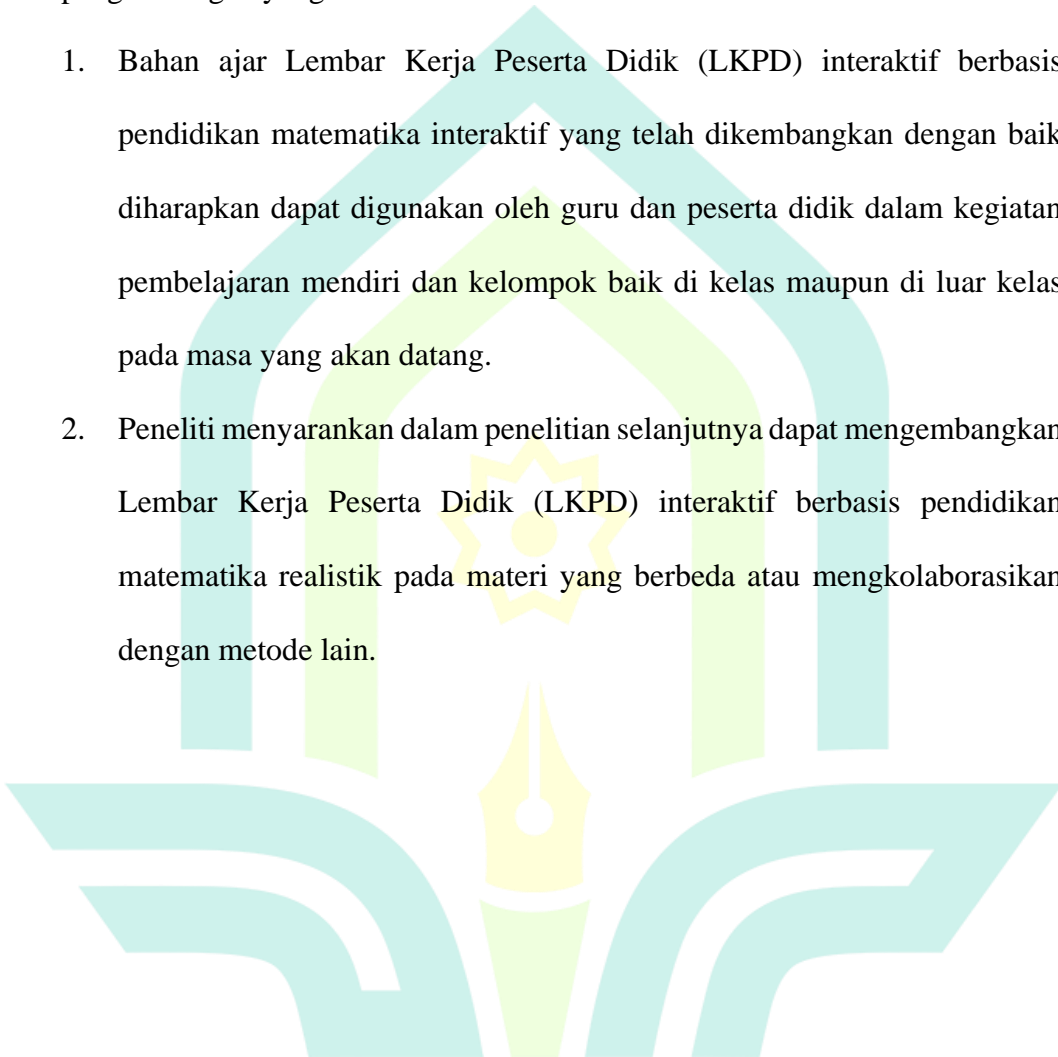 1. Bahan ajar Lembar Kerja Peserta Didik (LKPD) interaktif berbasis
pendidikan matematika interaktif yang telah dikembangkan dengan baik
diharapkan dapat digunakan oleh guru dan peserta didik dalam kegiatan
pembelajaran mendiri dan kelompok baik di kelas maupun di luar kelas
pada masa yang akan datang.
2. Peneliti menyarankan dalam penelitian selanjutnya dapat mengembangkan
Lembar Kerja Peserta Didik (LKPD) interaktif berbasis pendidikan
matematika realistik pada materi yang berbeda atau mengkolaborasikan
dengan metode lain.